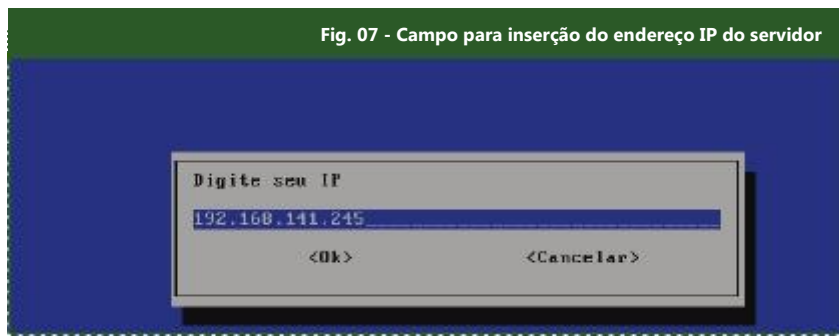 Fig. 07 - Campo para inserção do endereço IP do servidor
Digite seu IP
192.168.141.245
<Ok> <Cancelar>